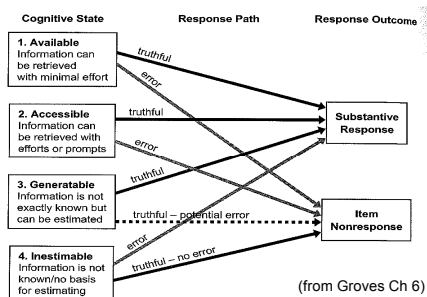 Cognitive State Response Path Response Outcome
1. Available
Information can
be retrieved
with minimal effort
truthful
error
2. Accessible
Information can
be retrieved with
efforts or prompts
truthful
error
Substantive
Response
3. Generatable
Information is not
exactly known but
can be estimated
truthful
truthful – potential error
Item
Nonresponse
4. Inestimable
Information is not
known/no basis
for estimating
error
truthful – no error
(from Groves Ch 6)